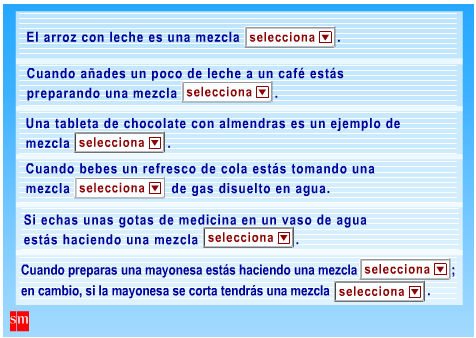 El arroz con leche es una mezcla selecciona .
Cuando añades un poco de leche a un café estás
preparando una mezcla selecciona .
Una tableta de chocolate con almendras es un ejemplo de
mezcla selecciona .
Cuando bebes un refresco de cola estás tomando una
mezcla selecciona de gas disuelto en agua.
Si echas unas gotas de medicina en un vaso de agua
estás haciendo una mezcla selecciona .
Cuando preparas una mayonesa estás haciendo una mezcla selecciona ;
en cambio, si la mayonesa se corta tendrás una mezcla selecciona .
sm